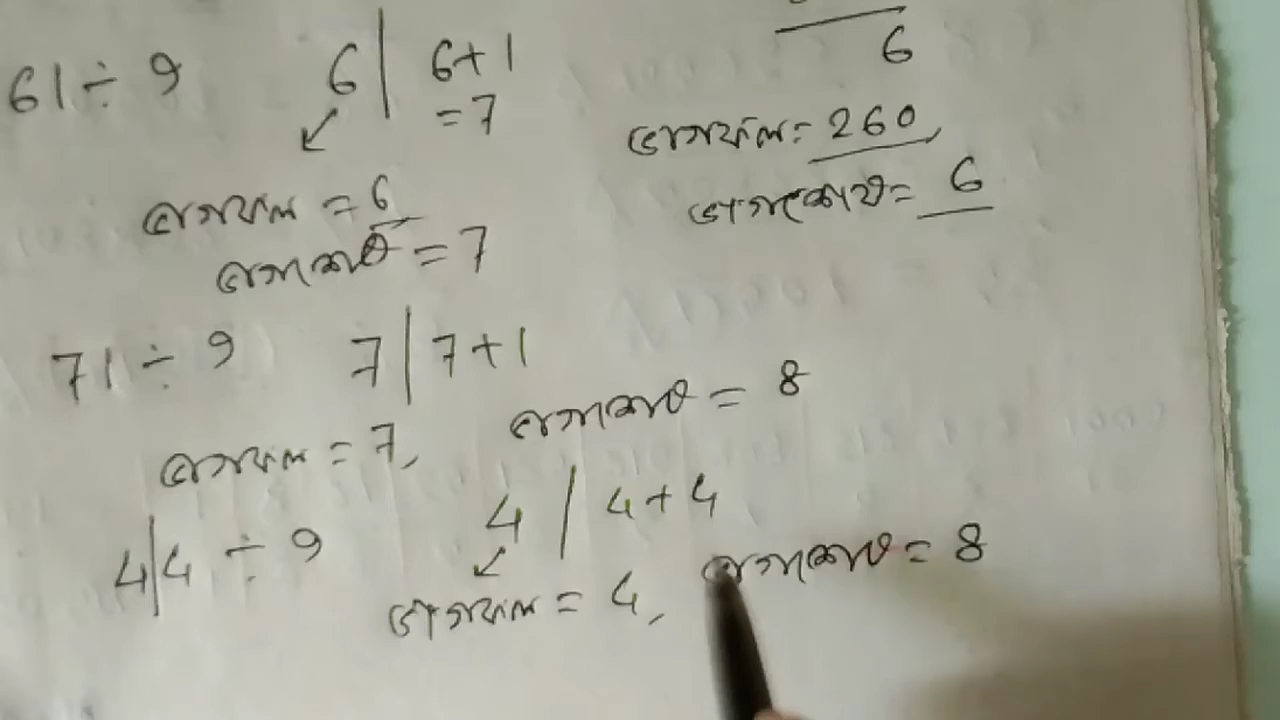 61 ÷ 9 6 | 6+1
= 7
ভাগফল = 6
ভাগশেষ = 7
71 ÷ 9 7 | 7+1
ভাগফল = 7, ভাগশেষ = 8
4|4 ÷ 9 4 | 4+4
ভাগফল = 4, ভাগশেষ = 8
6
ভাগফল = 260,
ভাগশেষ = 6